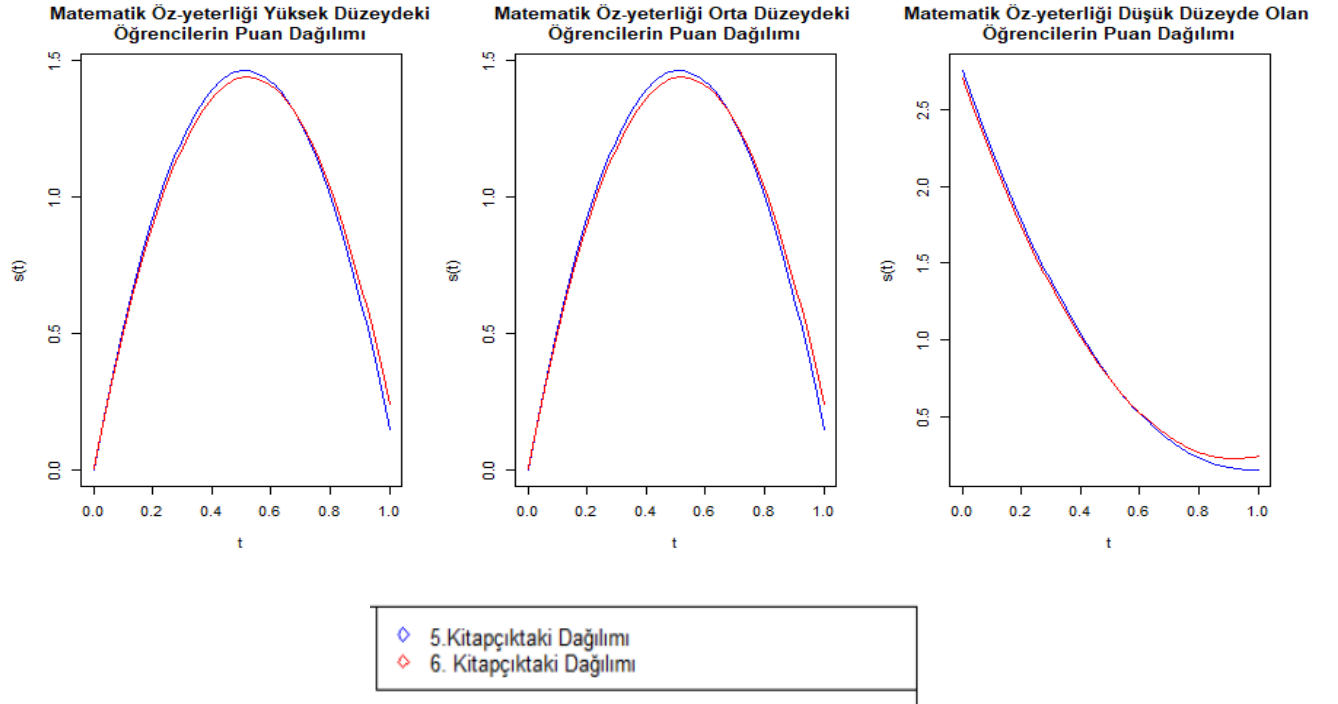 Matematik Öz-yeterliği Yüksek Düzeydeki
Öğrencilerin Puan Dağılımı
s(t)
1.5
1.0
0.5
0.0
0.0 0.2 0.4 0.6 0.8 1.0
t
Matematik Öz-yeterliği Orta Düzeydeki
Öğrencilerin Puan Dağılımı
s(t)
1.5
1.0
0.5
0.0
0.0 0.2 0.4 0.6 0.8 1.0
t
Matematik Öz-yeterliği Düşük Düzeyde Olan
Öğrencilerin Puan Dağılımı
s(t)
2.5
2.0
1.5
1.0
0.5
0.0 0.2 0.4 0.6 0.8 1.0
t
5.Kitapçıktaki Dağılımı
6. Kitapçıktaki Dağılımı